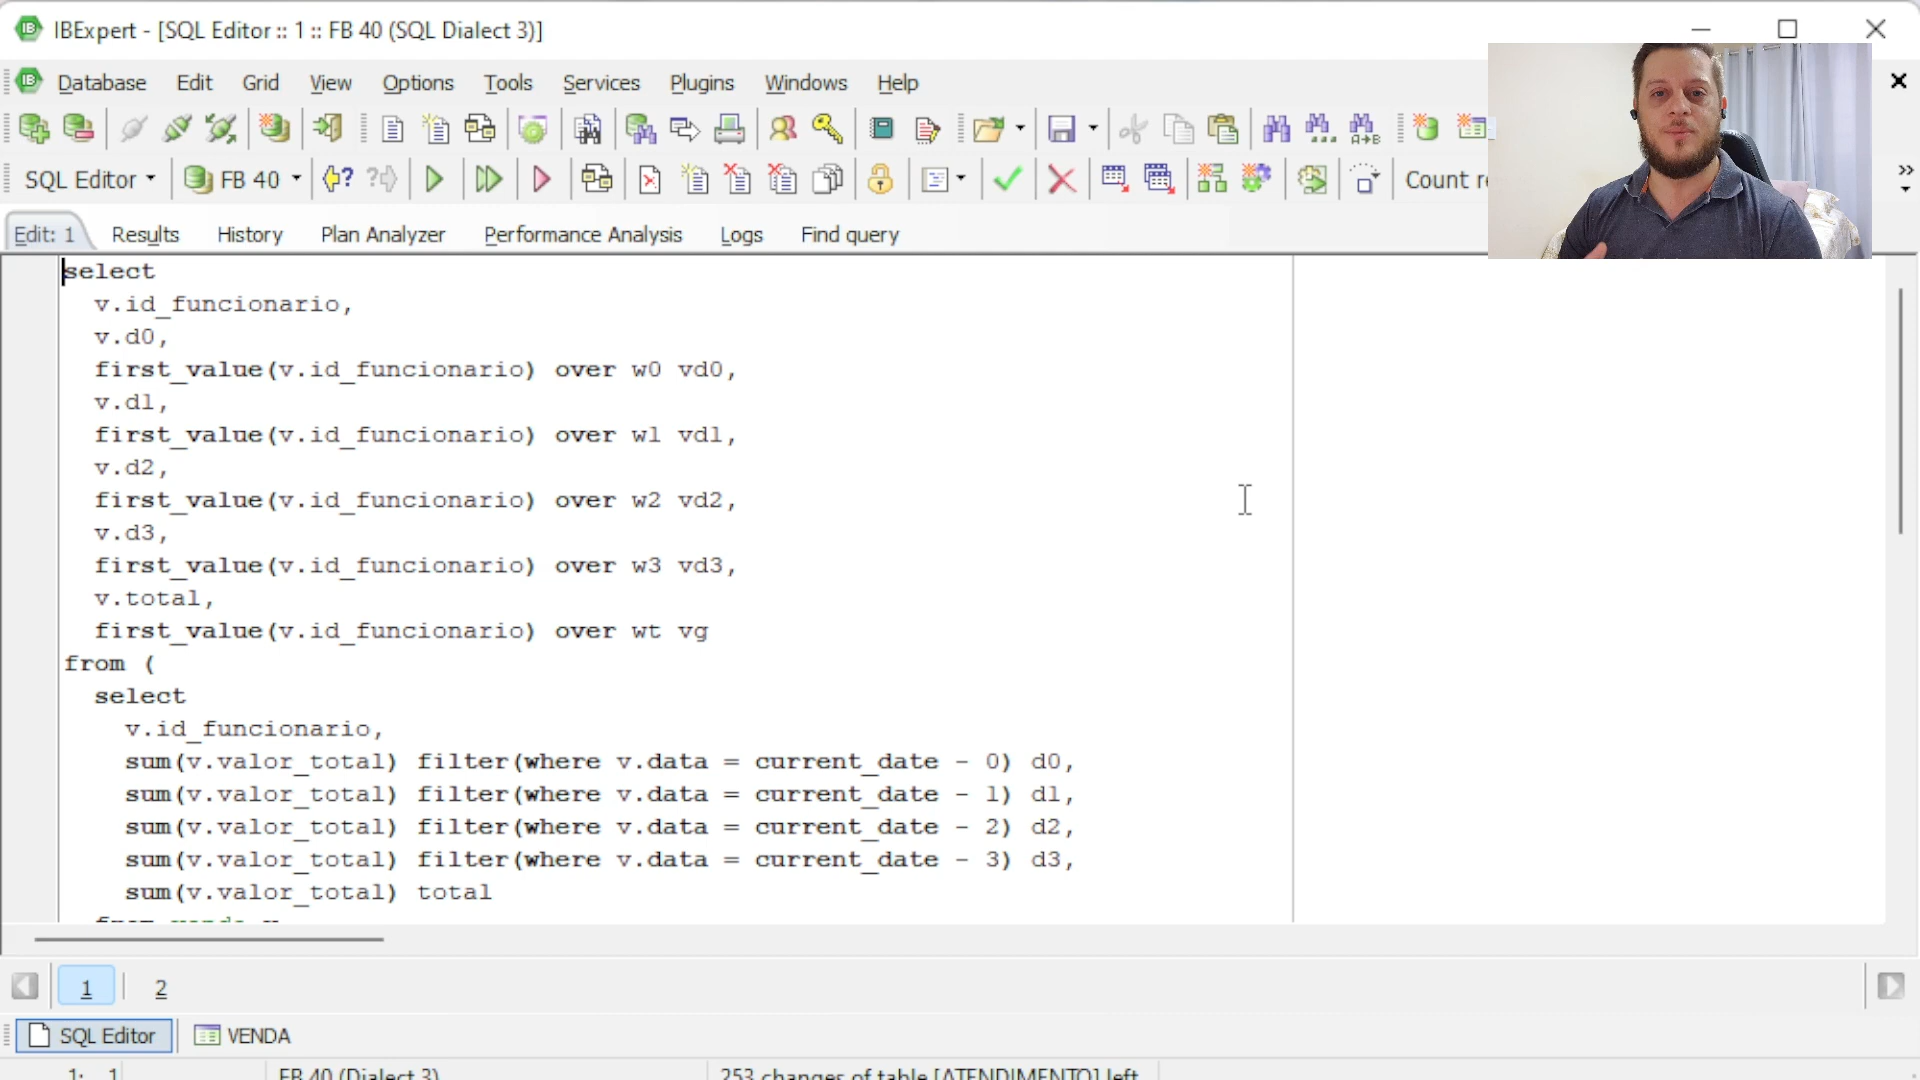 IBExpert - [SQL Editor :: 1 :: FB 40 (SQL Dialect 3)]
Database Edit Grid View Options Tools Services Plugins Windows Help
SQL Editor FB 40 Count
Edit: 1 Results History Plan Analyzer Performance Analysis Logs Find query
select
v.id_funcionario,
v.d0,
first_value(v.id_funcionario) over w0 vd0,
v.d1,
first_value(v.id_funcionario) over w1 vd1,
v.d2,
first_value(v.id_funcionario) over w2 vd2,
v.d3,
first_value(v.id_funcionario) over w3 vd3,
v.total,
first_value(v.id_funcionario) over wt vg
from (
select
v.id_funcionario,
sum(v.valor_total) filter(where v.data = current_date - 0) d0,
sum(v.valor_total) filter(where v.data = current_date - 1) d1,
sum(v.valor_total) filter(where v.data = current_date - 2) d2,
sum(v.valor_total) filter(where v.data = current_date - 3) d3,
sum(v.valor_total) total
1 2
SQL Editor VENDA
1: 1 FB 40 (Dialect 3) 253 changes of table [ATENDIMENTO] left